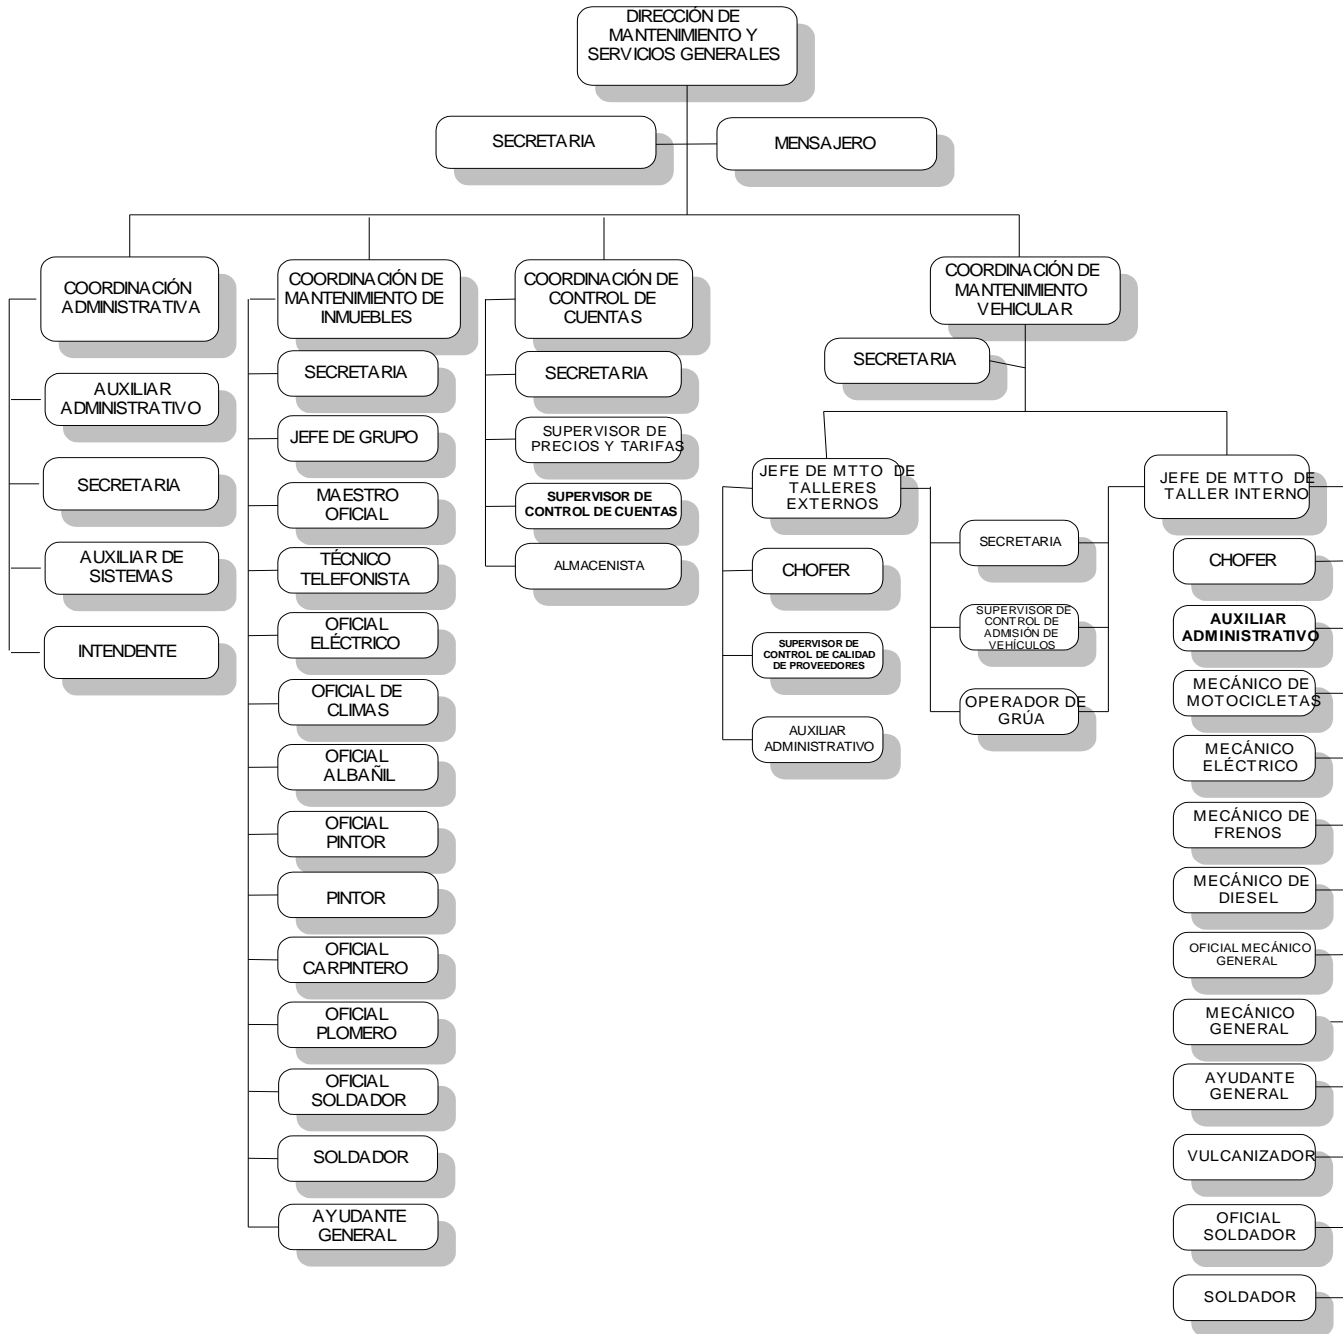 DIRECCIÓN DE
MANTENIMIENTO Y
SERVICIOS GENERALES
SECRETARIA
MENSAJERO
COORDINACIÓN
ADMINISTRATIVA
AUXILIAR
ADMINISTRATIVO
SECRETARIA
AUXILIAR DE
SISTEMAS
INTENDENTE
COORDINACIÓN DE
MANTENIMIENTO DE
INMUEBLES
SECRETARIA
JEFE DE GRUPO
MAESTRO
OFICIAL
TÉCNICO
TELEFONISTA
OFICIAL
ELÉCTRICO
OFICIAL DE
CLIMAS
OFICIAL
ALBAÑIL
OFICIAL
PINTOR
PINTOR
OFICIAL
CARPINTERO
OFICIAL
PLOMERO
OFICIAL
SOLDADOR
SOLDADOR
AYUDANTE
GENERAL
COORDINACIÓN DE
CONTROL DE
CUENTAS
SECRETARIA
SUPERVISOR DE
PRECIOS Y TARIFAS
SUPERVISOR DE
CONTROL DE CUENTAS
ALMACENISTA
COORDINACIÓN DE
MANTENIMIENTO
VEHICULAR
SECRETARIA
JEFE DE MTTO DE
TALLERES
EXTERNOS
CHOFER
SUPERVISOR DE
CONTROL DE CALIDAD
DE PROVEEDORES
AUXILIAR
ADMINISTRATIVO
SECRETARIA
SUPERVISOR DE
CONTROL DE
ADMISIÓN DE
VEHÍCULOS
OPERADOR DE
GRÚA
JEFE DE MTTO DE
TALLER INTERNO
CHOFER
AUXILIAR
ADMINISTRATIVO
MECÁNICO DE
MOTOCICLETAS
MECÁNICO
ELÉCTRICO
MECÁNICO DE
FRENOS
MECÁNICO DE
DIESEL
OFICIAL MECÁNICO
GENERAL
MECÁNICO
GENERAL
AYUDANTE
GENERAL
VULCANIZADOR
OFICIAL
SOLDADOR
SOLDADOR